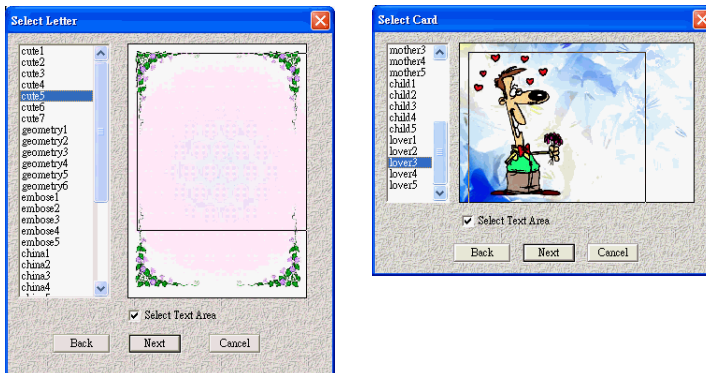 Select Letter
cute1
cute2
cute3
cute4
cute5
cute6
cute7
geometry1
geometry2
geometry3
geometry4
geometry5
geometry6
embose1
embose2
embose3
embose4
embose5
china1
china2
china3
china4
Select Text Area
Back
Next
Cancel
Select Card
mother3
mother4
mother5
child1
child2
child3
child4
child5
lover1
lover2
lover3
lover4
lover5
Select Text Area
Back
Next
Cancel